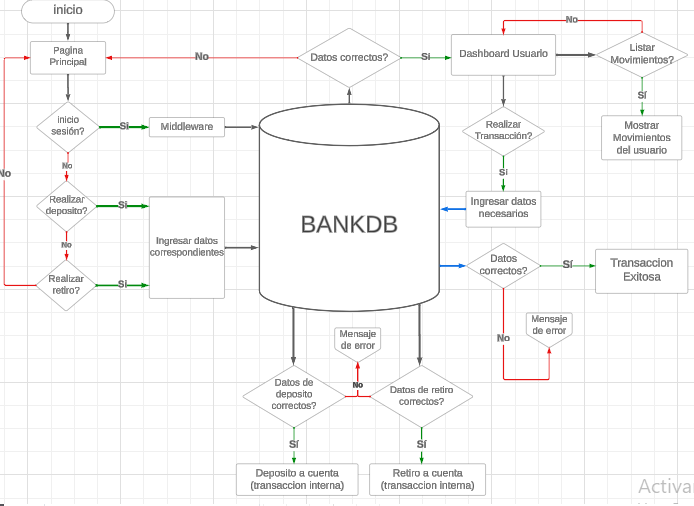 inicio
No
Pagina
Principal
No
Datos correctos?
Si
Dashboard Usuario
Listar
Movimientos?
Sí
inicio
sesión?
Si
Middleware
Realizar
Transacción?
Mostrar
Movimientos
del usuario
No
No
Sí
Realizar
deposito?
Si
Ingresar datos
necesarios
BANKDB
No
Ingresar datos
correspondientes
Datos
correctos?
Sí
Transaccion
Exitosa
Realizar
retiro?
Si
Mensaje
de error
No
Mensaje
de error
Datos de
deposito
correctos?
No
Datos de retiro
correctos?
Sí
Sí
Deposito a cuenta
(transaccion interna)
Retiro a cuenta
(transaccion interna)
Activa